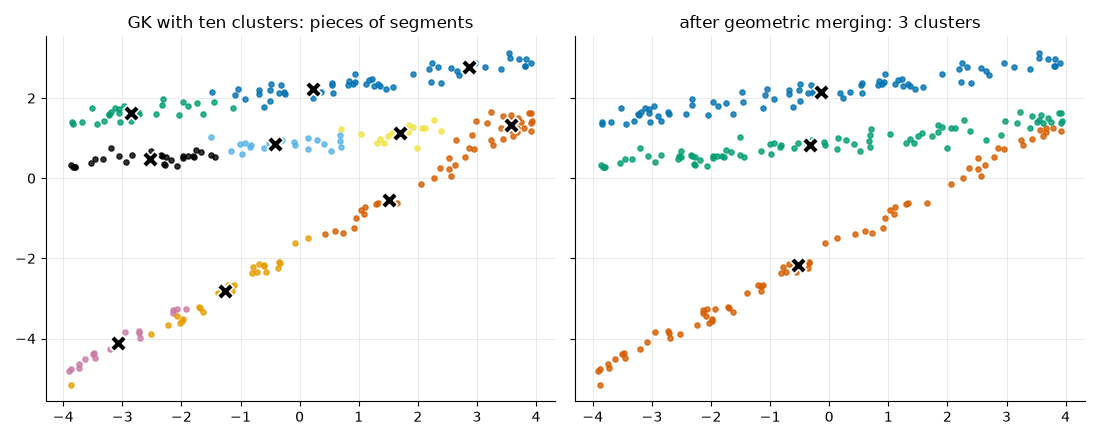 GK with ten clusters: pieces of segments
after geometric merging: 3 clusters
2
0
−2
−4
−4 −3 −2 −1 0 1 2 3 4
−4 −3 −2 −1 0 1 2 3 4